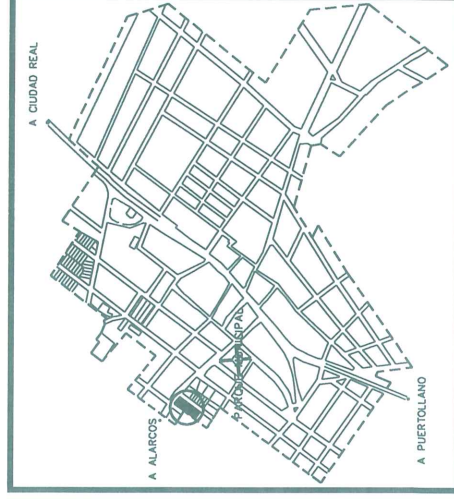 A CIUDAD REAL
PARQUE MUNICIPAL
A ALARCOS
A PUERTOLLANO